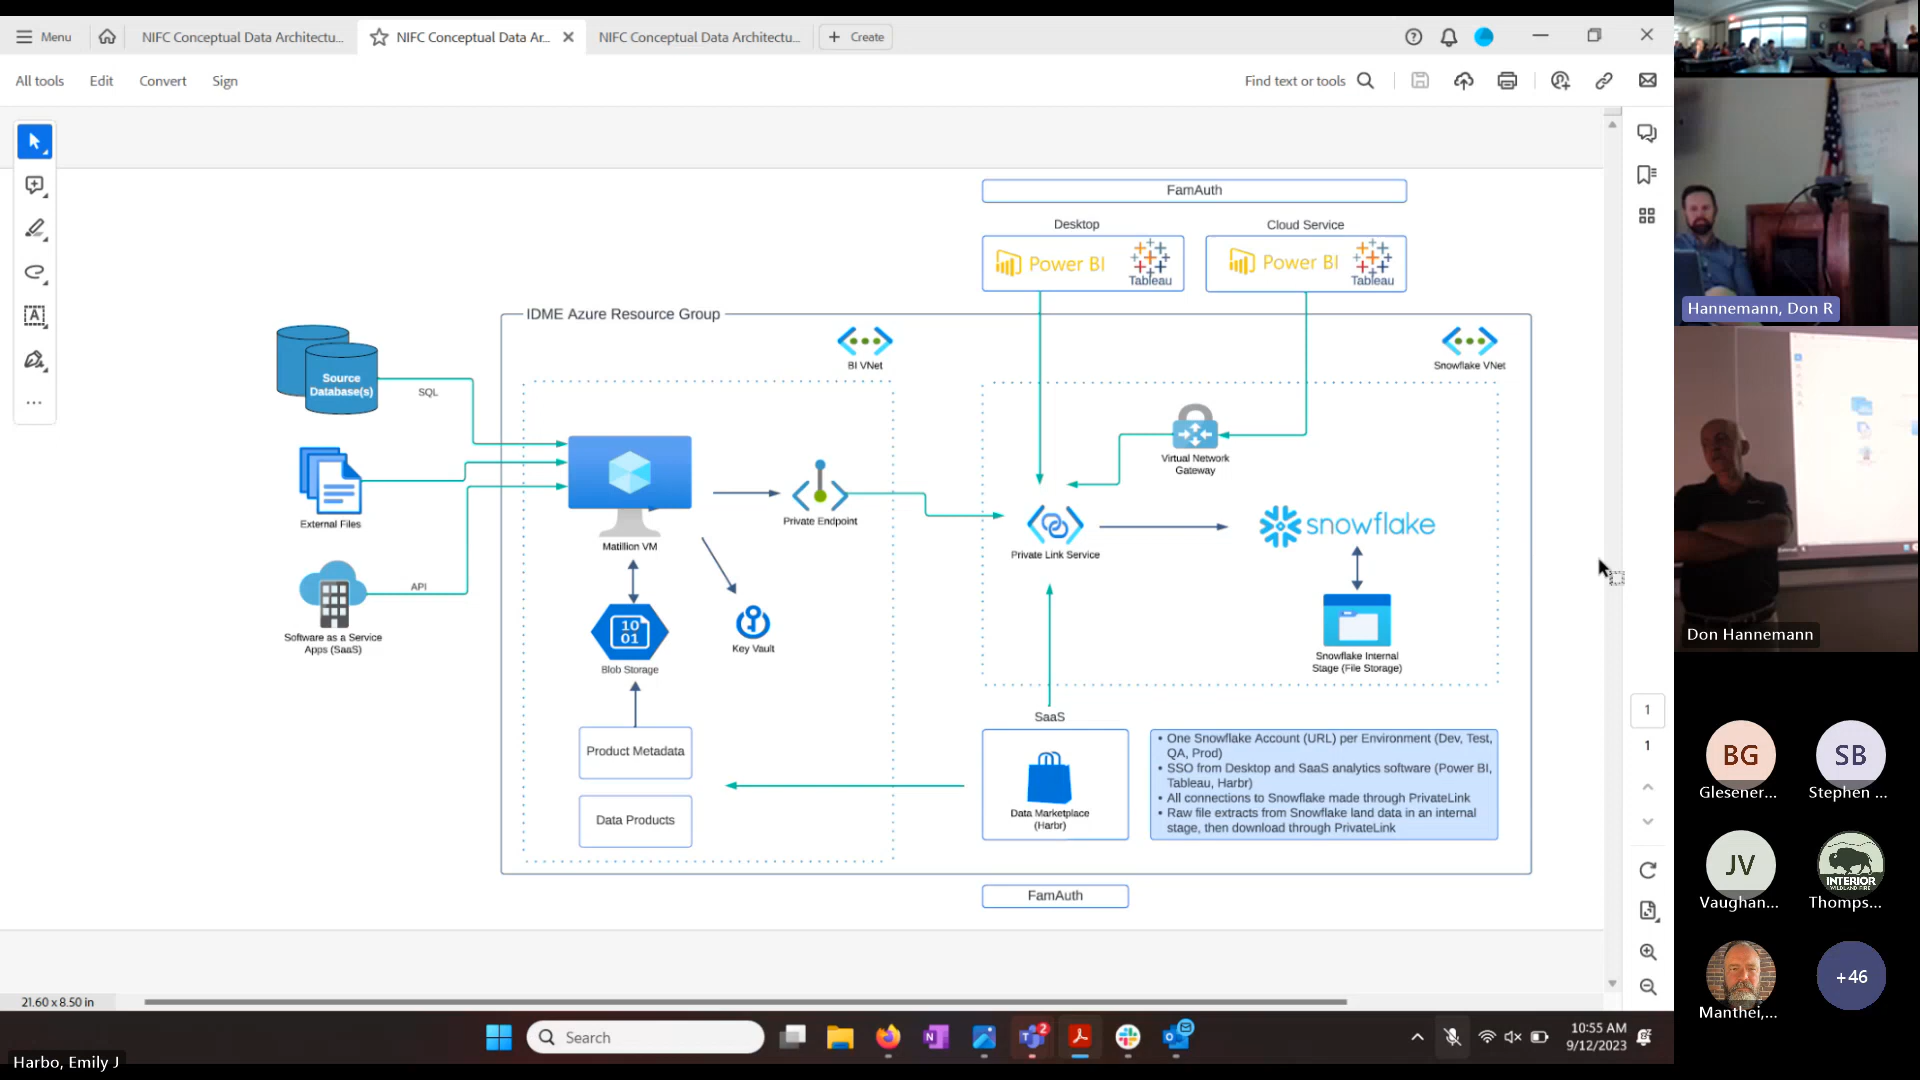 Menu
NIFC Conceptual Data Architectu...
NIFC Conceptual Data Ar...
NIFC Conceptual Data Architectu...
Create
All tools
Edit
Convert
Sign
Find text or tools
FamAuth
Desktop
Cloud Service
Power BI
Tableau
Power BI
Tableau
IDME Azure Resource Group
BI VNet
Snowflake VNet
Source
Database(s)
SQL
External Files
API
Software as a Service
Apps (SaaS)
Matillion VM
Private Endpoint
10
01
Blob Storage
Key Vault
Product Metadata
Data Products
Virtual Network
Gateway
Private Link Service
snowflake
Snowflake Internal
Stage (File Storage)
SaaS
Data Marketplace
(Harbr)
• One Snowflake Account (URL) per Environment (Dev, Test,
QA, Prod)
• SSO from Desktop and SaaS analytics software (Power BI,
Tableau, Harbr)
• All connections to Snowflake made through PrivateLink
• Raw file extracts from Snowflake land data in an internal
stage, then download through PrivateLink
FamAuth
1
1
21.60 x 8.50 in
Search
2
10:55 AM
9/12/2023
Harbo, Emily J
Hannemann, Don R
Don Hannemann
BG
Glesener...
SB
Stephen ...
JV
Vaughan...
INTERIOR
WILDLAND FIRE
Thomps...
Manthei,...
+46